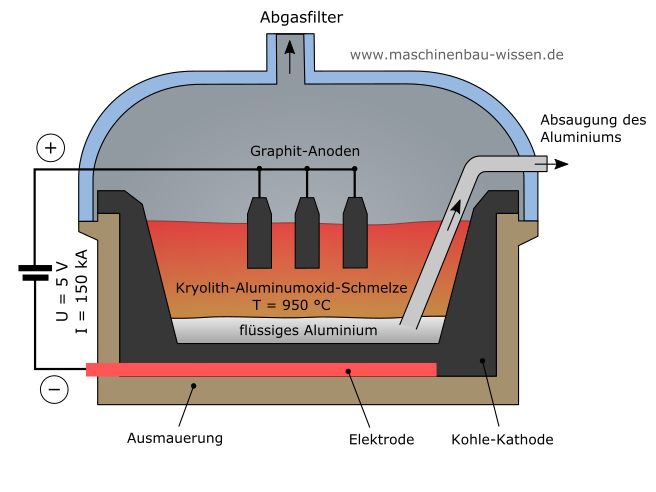 Abgasfilter
www.maschinenbau-wissen.de
Absaugung des
Aluminiums
+
Graphit-Anoden
Kryolith-Aluminumoxid-Schmelze
T = 950 °C
U = 5 V
I = 150 kA
flüssiges Aluminium
−
Ausmauerung
Elektrode
Kohle-Kathode